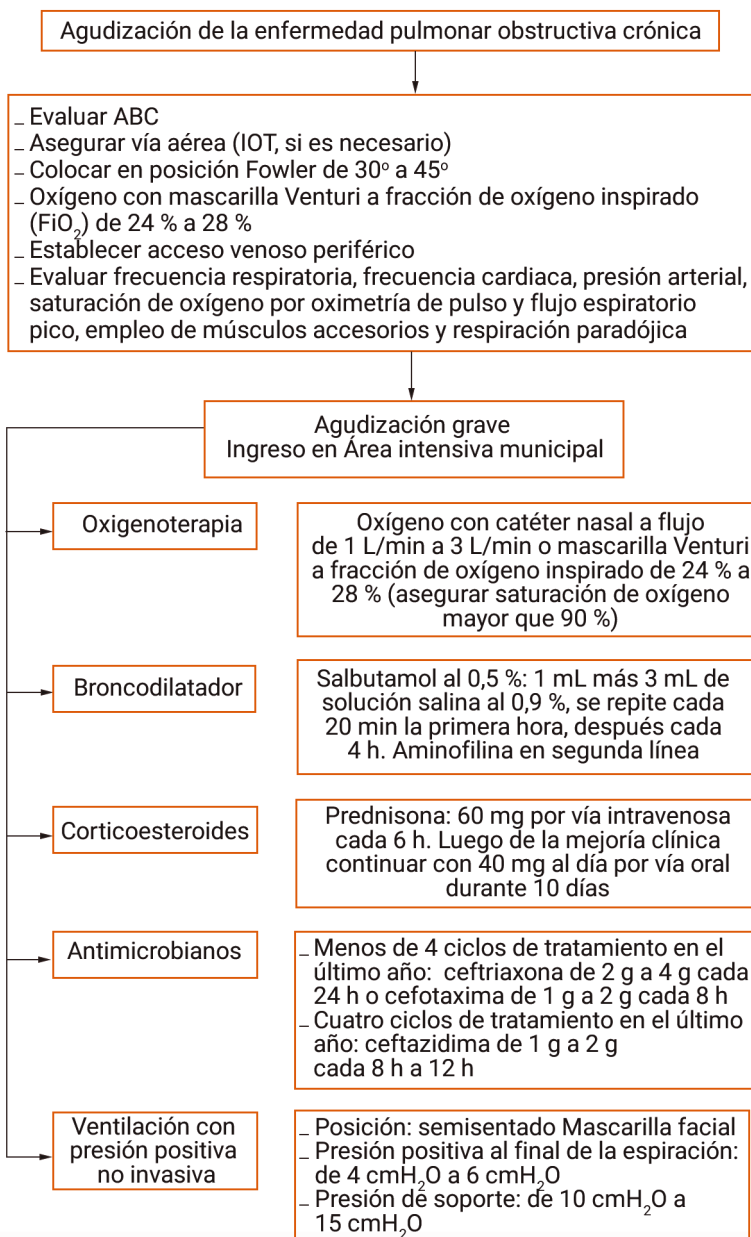 Agudización de la enfermedad pulmonar obstructiva crónica
_ Evaluar ABC
_ Asegurar vía aérea (IOT, si es necesario)
_ Colocar en posición Fowler de 30º a 45º
_ Oxígeno con mascarilla Venturi a fracción de oxígeno inspirado
(FiO₂) de 24 % a 28 %
_ Establecer acceso venoso periférico
_ Evaluar frecuencia respiratoria, frecuencia cardiaca, presión arterial,
saturación de oxígeno por oximetría de pulso y flujo espiratorio
pico, empleo de músculos accesorios y respiración paradójica
Agudización grave
Ingreso en Área intensiva municipal
Oxigenoterapia
Oxígeno con catéter nasal a flujo
de 1 L/min a 3 L/min o mascarilla Venturi
a fracción de oxígeno inspirado de 24 % a
28 % (asegurar saturación de oxígeno
mayor que 90 %)
Broncodilatador
Salbutamol al 0,5 %: 1 mL más 3 mL de
solución salina al 0,9 %, se repite cada
20 min la primera hora, después cada
4 h. Aminofilina en segunda línea
Corticoesteroides
Prednisona: 60 mg por vía intravenosa
cada 6 h. Luego de la mejoría clínica
continuar con 40 mg al día por vía oral
durante 10 días
Antimicrobianos
_ Menos de 4 ciclos de tratamiento en el
último año: ceftriaxona de 2 g a 4 g cada
24 h o cefotaxima de 1 g a 2 g cada 8 h
_ Cuatro ciclos de tratamiento en el último
año: ceftazidima de 1 g a 2 g
cada 8 h a 12 h
Ventilación con
presión positiva
no invasiva
_ Posición: semisentado Mascarilla facial
_ Presión positiva al final de la espiración:
de 4 cmH₂O a 6 cmH₂O
_ Presión de soporte: de 10 cmH₂O a
15 cmH₂O